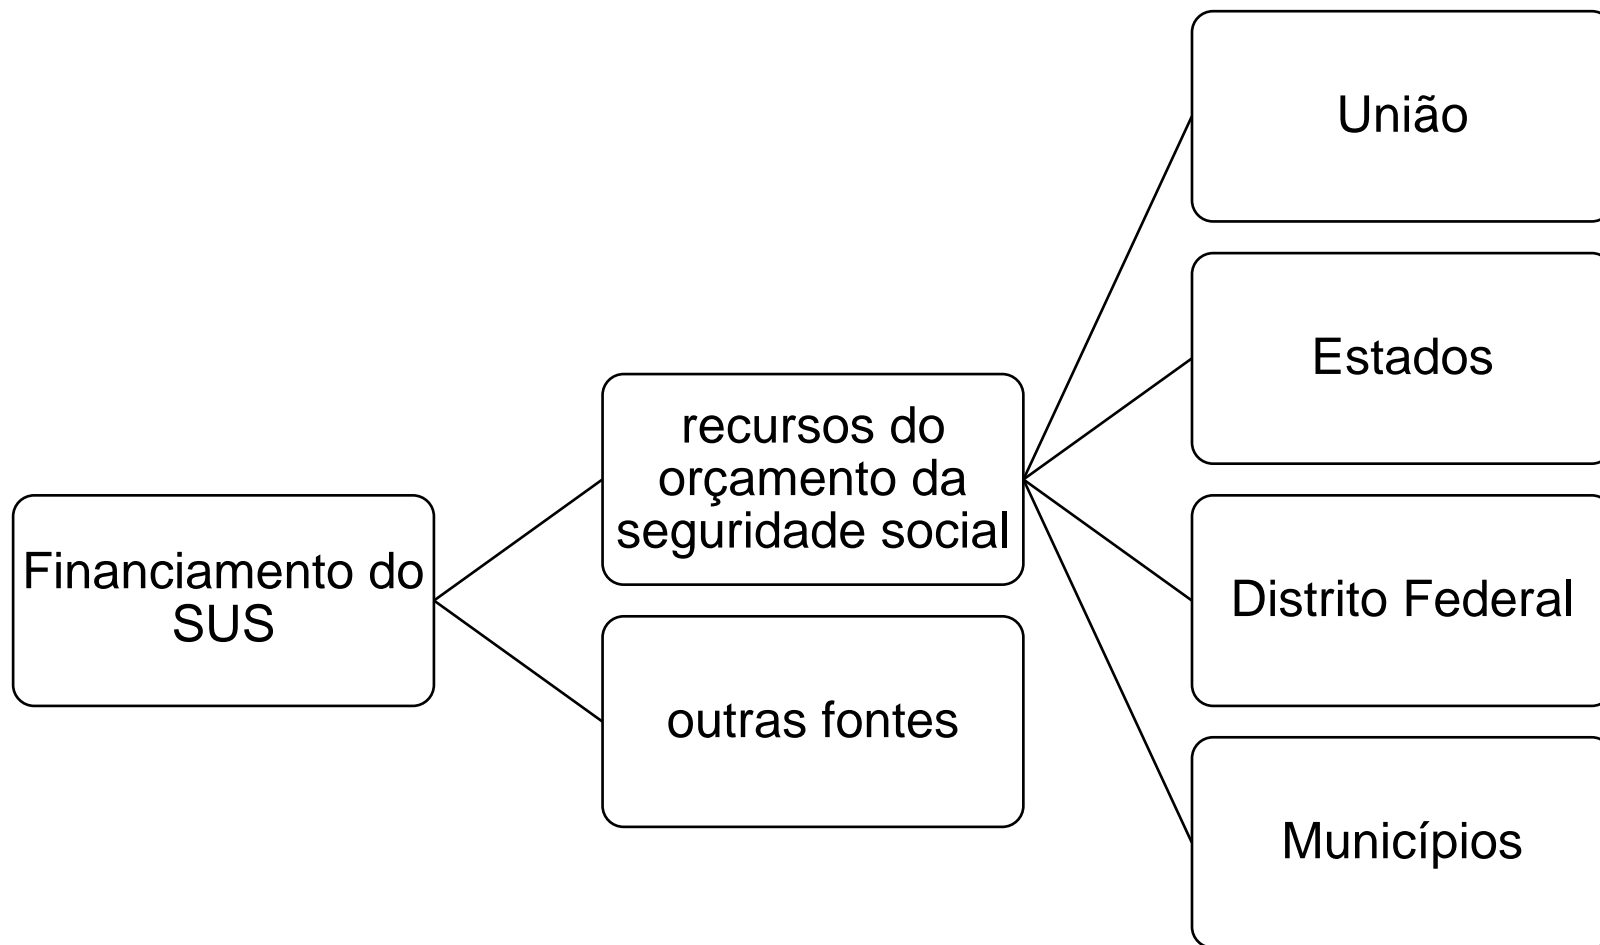 Financiamento do
SUS
recursos do
orçamento da
seguridade social
outras fontes
União
Estados
Distrito Federal
Municípios